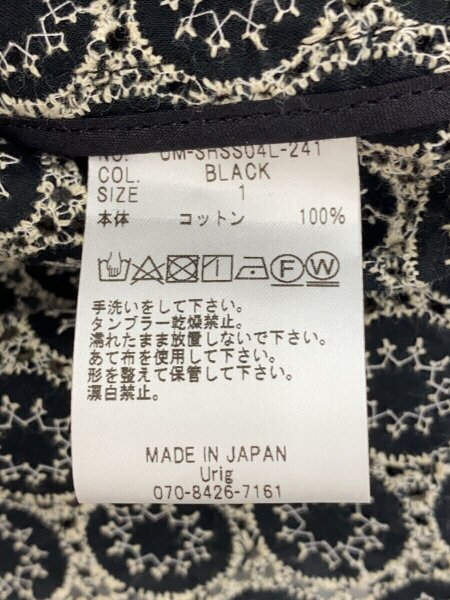 NO. UM-SHSS04L-241
COL. BLACK
SIZE 1
本体 コットン 100%
F W
手洗いをして下さい。
タンブラー乾燥禁止。
濡れたまま放置しないで下さい。
あて布を使用して下さい。
形を整えて保管して下さい。
漂白禁止。
MADE IN JAPAN
Urig
070-8426-7161